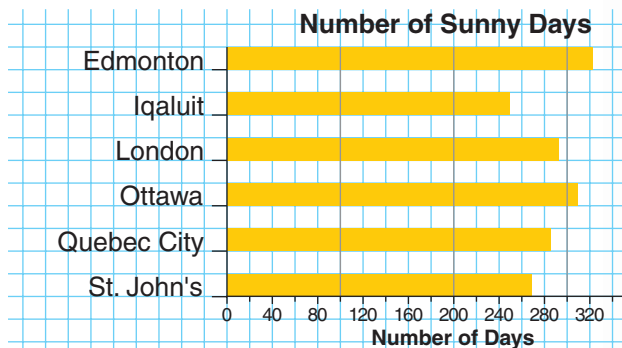 Number of Sunny Days
Edmonton
Iqaluit
London
Ottawa
Quebec City
St. John's
0 40 80 120 160 200 240 280 320
Number of Days